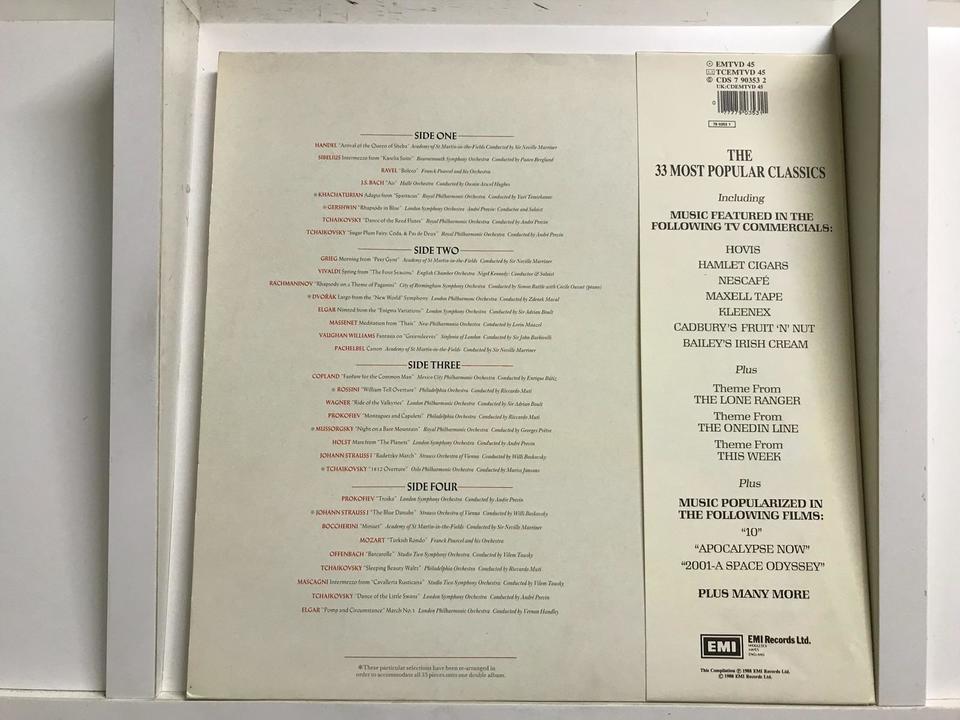 SIDE ONE
HANDEL "Arrival of the Queen of Sheba" Academy of St Martin-in-the-Fields Conducted by Sir Neville Marriner
SIBELIUS Intermezzo from "Karelia Suite" Bournemouth Symphony Orchestra Conducted by Paavo Berglund
RAVEL "Bolero" Franck Pourcel and his Orchestra
J.S. BACH "Air" Hallé Orchestra Conducted by Owain Arwel Hughes
*KHACHATURIAN Adagio from "Spartacus" Royal Philharmonic Orchestra Conducted by Yuri Temirkanov
*GERSHWIN "Rhapsody in Blue" London Symphony Orchestra André Previn: Conductor and Soloist
TCHAIKOVSKY "Dance of the Reed Flutes" Royal Philharmonic Orchestra Conducted by André Previn
TCHAIKOVSKY "Sugar Plum Fairy, Coda, & Pas de Deux" Royal Philharmonic Orchestra Conducted by André Previn
SIDE TWO
GRIEG Morning from "Peer Gynt" Academy of St Martin-in-the-Fields Conducted by Sir Neville Marriner
VIVALDI Spring from "The Four Seasons" English Chamber Orchestra Nigel Kennedy: Conductor & Soloist
RACHMANINOV "Rhapsody on a Theme of Paganini" City of Birmingham Symphony Orchestra Conducted by Simon Rattle with Cécile Ousset (piano)
*DVOŘÁK Largo from the "New World" Symphony London Philharmonic Orchestra Conducted by Zdenek Macal
ELGAR Nimrod from the "Enigma Variations" London Symphony Orchestra Conducted by Sir Adrian Boult
MASSENET Meditation from "Thais" New Philharmonia Orchestra Conducted by Lorin Maazel
VAUGHAN WILLIAMS Fantasia on "Greensleeves" Sinfonia of London Conducted by Sir John Barbirolli
PACHELBEL Canon Academy of St Martin-in-the-Fields Conducted by Sir Neville Marriner
SIDE THREE
COPLAND "Fanfare for the Common Man" Mexico City Philharmonic Orchestra Conducted by Enrique Bátiz
*ROSSINI "William Tell Overture" Philadelphia Orchestra Conducted by Riccardo Muti
WAGNER "Ride of the Valkyries" London Philharmonic Orchestra Conducted by Sir Adrian Boult
PROKOFIEV "Montagues and Capulets" Philadelphia Orchestra Conducted by Riccardo Muti
*MUSSORGSKY "Night on a Bare Mountain" Royal Philharmonic Orchestra Conducted by Georges Prêtre
HOLST Mars from "The Planets" London Symphony Orchestra Conducted by André Previn
JOHANN STRAUSS I "Radetzky March" Strauss Orchestra of Vienna Conducted by Willi Boskovsky
*TCHAIKOVSKY "1812 Overture" Oslo Philharmonic Orchestra Conducted by Mariss Jansons
SIDE FOUR
PROKOFIEV "Troika" London Symphony Orchestra Conducted by André Previn
*JOHANN STRAUSS I "The Blue Danube" Strauss Orchestra of Vienna Conducted by Willi Boskovsky
BOCCHERINI "Minuet" Academy of St Martin-in-the-Fields Conducted by Sir Neville Marriner
MOZART "Turkish Rondo" Franck Pourcel and his Orchestra
OFFENBACH "Barcarolle" Studio Two Symphony Orchestra Conducted by Vilem Tausky
TCHAIKOVSKY "Sleeping Beauty Waltz" Philadelphia Orchestra Conducted by Riccardo Muti
MASCAGNI Intermezzo from "Cavalleria Rusticana" Studio Two Symphony Orchestra Conducted by Vilem Tausky
TCHAIKOVSKY "Dance of the Little Swans" London Symphony Orchestra Conducted by André Previn
ELGAR "Pomp and Circumstance" March No. 1 London Philharmonic Orchestra Conducted by Vernon Handley
*These particular selections have been re-arranged in
order to accommodate all 33 pieces onto one double album.
EMTVD 45
TCEMTVD 45
CDS 7 90353 2
UK:CDEMTVD 45
THE
33 MOST POPULAR CLASSICS
Including
MUSIC FEATURED IN THE
FOLLOWING TV COMMERCIALS:
HOVIS
HAMLET CIGARS
NESCAFÉ
MAXELL TAPE
KLEENEX
CADBURY'S FRUIT 'N' NUT
BAILEY'S IRISH CREAM
Plus
Theme From
THE LONE RANGER
Theme From
THE ONEDIN LINE
Theme From
THIS WEEK
Plus
MUSIC POPULARIZED IN
THE FOLLOWING FILMS:
"10"
"APOCALYPSE NOW"
"2001-A SPACE ODYSSEY"
PLUS MANY MORE
EMI
EMI Records Ltd.
MIDDLESEX
HAYES
ENGLAND
This Compilation ℗ 1988 EMI Records Ltd.
© 1988 EMI Records Ltd.